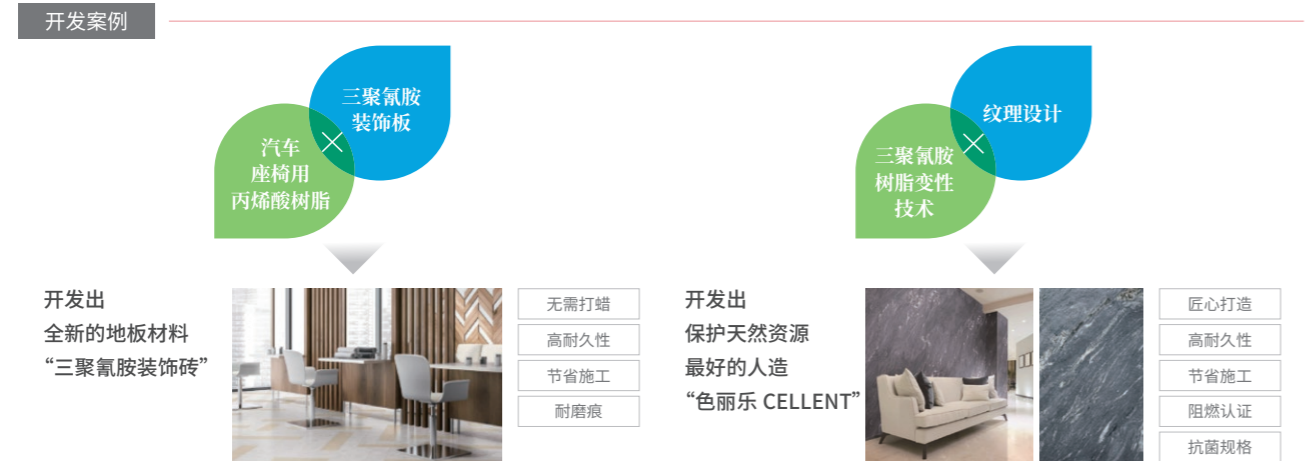 开发案例
三聚氰胺
装饰板
汽车
座椅用
丙烯酸树脂
开发出
全新的地板材料
“三聚氰胺装饰砖”
无需打蜡
高耐久性
节省施工
耐磨痕
纹理设计
三聚氰胺
树脂变性
技术
开发出
保护天然资源
最好的人造
“色丽乐 CELLENT”
匠心打造
高耐久性
节省施工
阻燃认证
抗菌规格